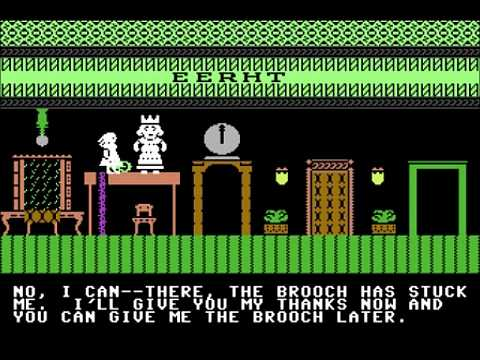 EERHT
NO, I CAN--THERE, THE BROOCH HAS STUCK
ME.  I'LL GIVE YOU MY THANKS NOW AND
YOU CAN GIVE ME THE BROOCH LATER.